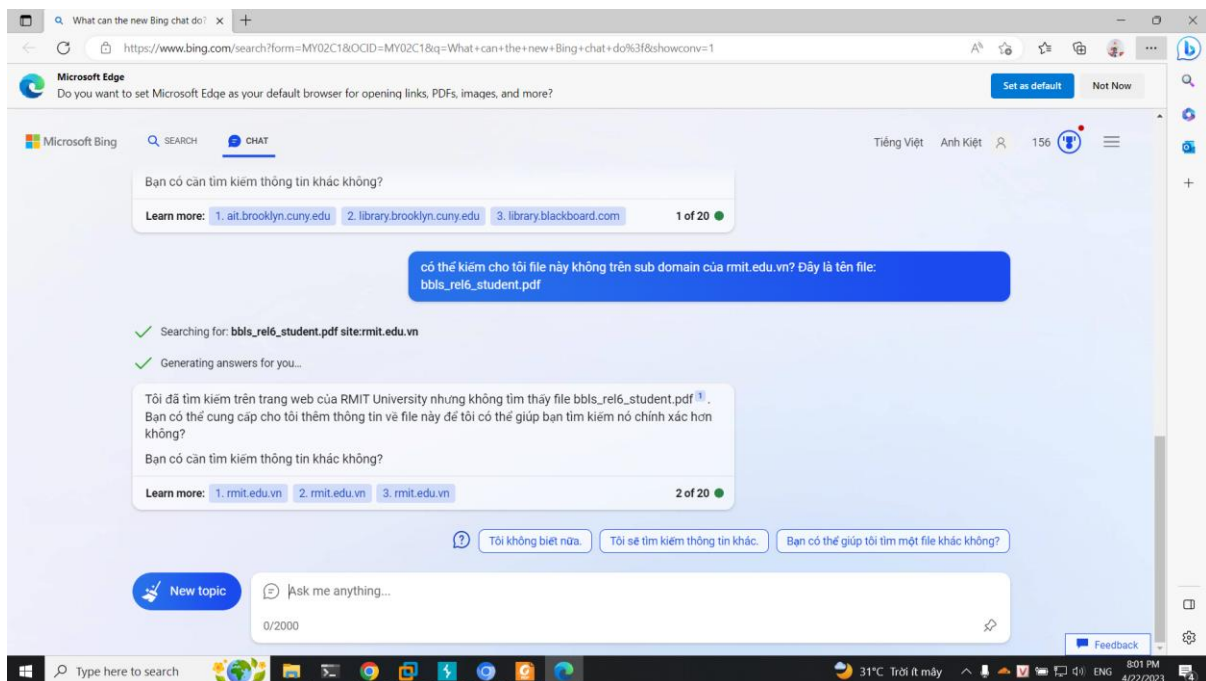 What can the new Bing chat do?
https://www.bing.com/search?form=MY02C1&OCID=MY02C1&q=What+can+the+new+Bing+chat+do%3f&showconv=1
Microsoft Edge
Do you want to set Microsoft Edge as your default browser for opening links, PDFs, images, and more?
Set as default
Not Now
Microsoft Bing
SEARCH
CHAT
Tiếng Việt
Anh Kiệt
156
Bạn có cần tìm kiếm thông tin khác không?
Learn more: 1. ait.brooklyn.cuny.edu 2. library.brooklyn.cuny.edu 3. library.blackboard.com 1 of 20
có thể kiếm cho tôi file này không trên sub domain của rmit.edu.vn? Đây là tên file:
bbls_rel6_student.pdf
Searching for: bbls_rel6_student.pdf site:rmit.edu.vn
Generating answers for you...
Tôi đã tìm kiếm trên trang web của RMIT University nhưng không tìm thấy file bbls_rel6_student.pdf 1 .
Bạn có thể cung cấp cho tôi thêm thông tin về file này để tôi có thể giúp bạn tìm kiếm nó chính xác hơn
không?
Bạn có cần tìm kiếm thông tin khác không?
Learn more: 1. rmit.edu.vn 2. rmit.edu.vn 3. rmit.edu.vn 2 of 20
Tôi không biết nữa.
Tôi sẽ tìm kiếm thông tin khác.
Bạn có thể giúp tôi tìm một file khác không?
New topic
Ask me anything...
0/2000
Feedback
Type here to search
31°C Trời ít mây
ENG
8:01 PM
4/22/2023